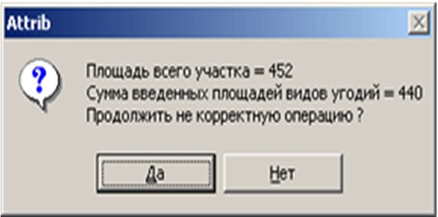 Attrib
Площадь всего участка = 452
Сумма введенных площадей видов угодий = 440
Продолжить не корректную операцию ?
Да
Нет